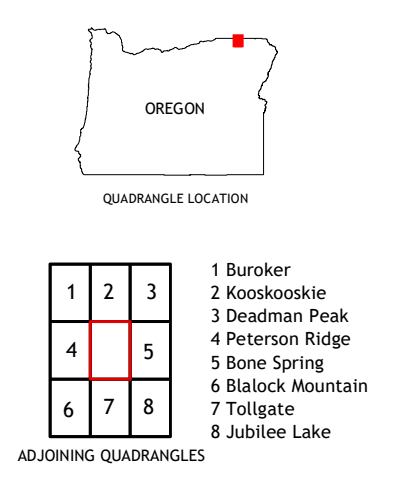 OREGON
QUADRANGLE LOCATION
1 2 3
4 5
6 7 8
ADJOINING QUADRANGLES
1 Buroker
2 Kooskooskie
3 Deadman Peak
4 Peterson Ridge
5 Bone Spring
6 Blalock Mountain
7 Tollgate
8 Jubilee Lake